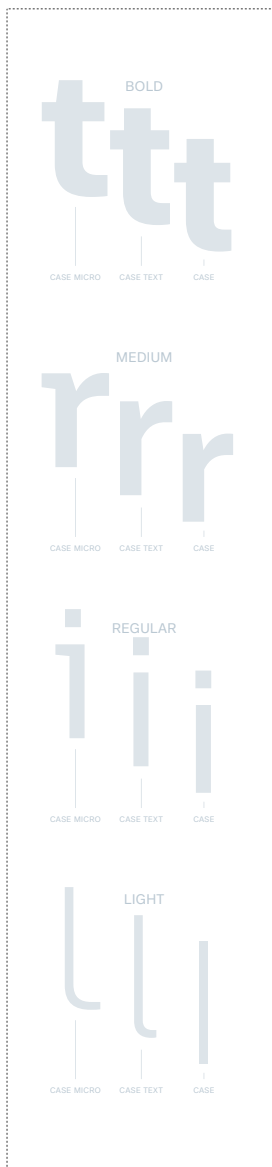 BOLD
t t t
CASE MICRO CASE TEXT CASE
MEDIUM
r r r
CASE MICRO CASE TEXT CASE
REGULAR
i i i
CASE MICRO CASE TEXT CASE
LIGHT
l l l
CASE MICRO CASE TEXT CASE